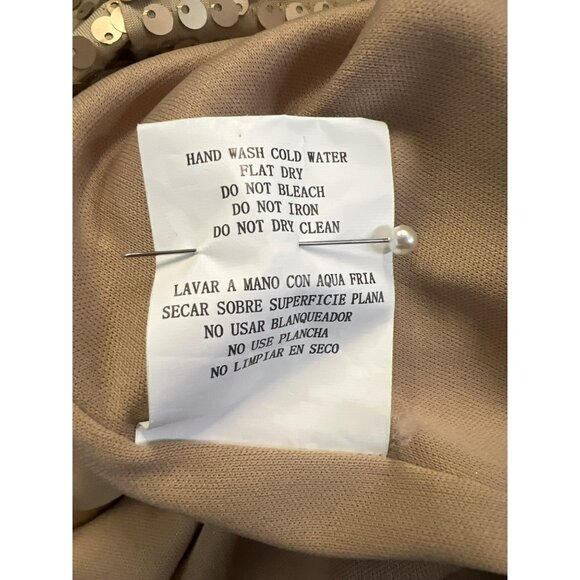 HAND WASH COLD WATER
FLAT DRY
DO NOT BLEACH
DO NOT IRON
DO NOT DRY CLEAN
LAVAR A MANO CON AQUA FRIA
SECAR SOBRE SUPERFICIE PLANA
NO USAR BLANQUEADOR
NO USE PLANCHA
NO LIMPIAR EN SECO